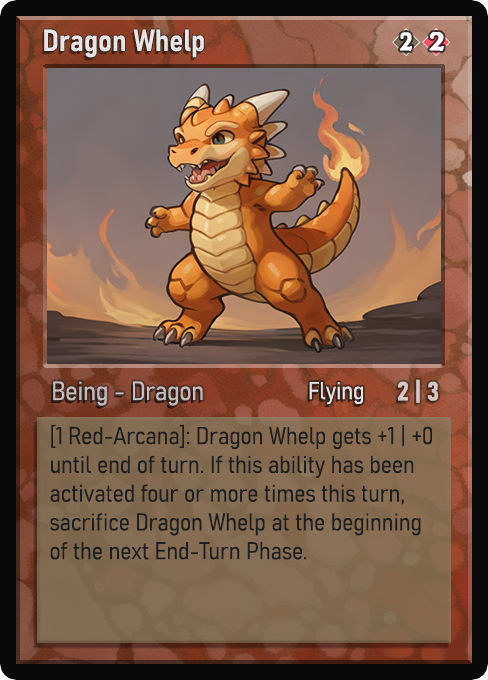 Dragon Whelp 2 2
Being - Dragon Flying 2 | 3
[1 Red-Arcana]: Dragon Whelp gets +1 | +0
until end of turn. If this ability has been
activated four or more times this turn,
sacrifice Dragon Whelp at the beginning
of the next End-Turn Phase.